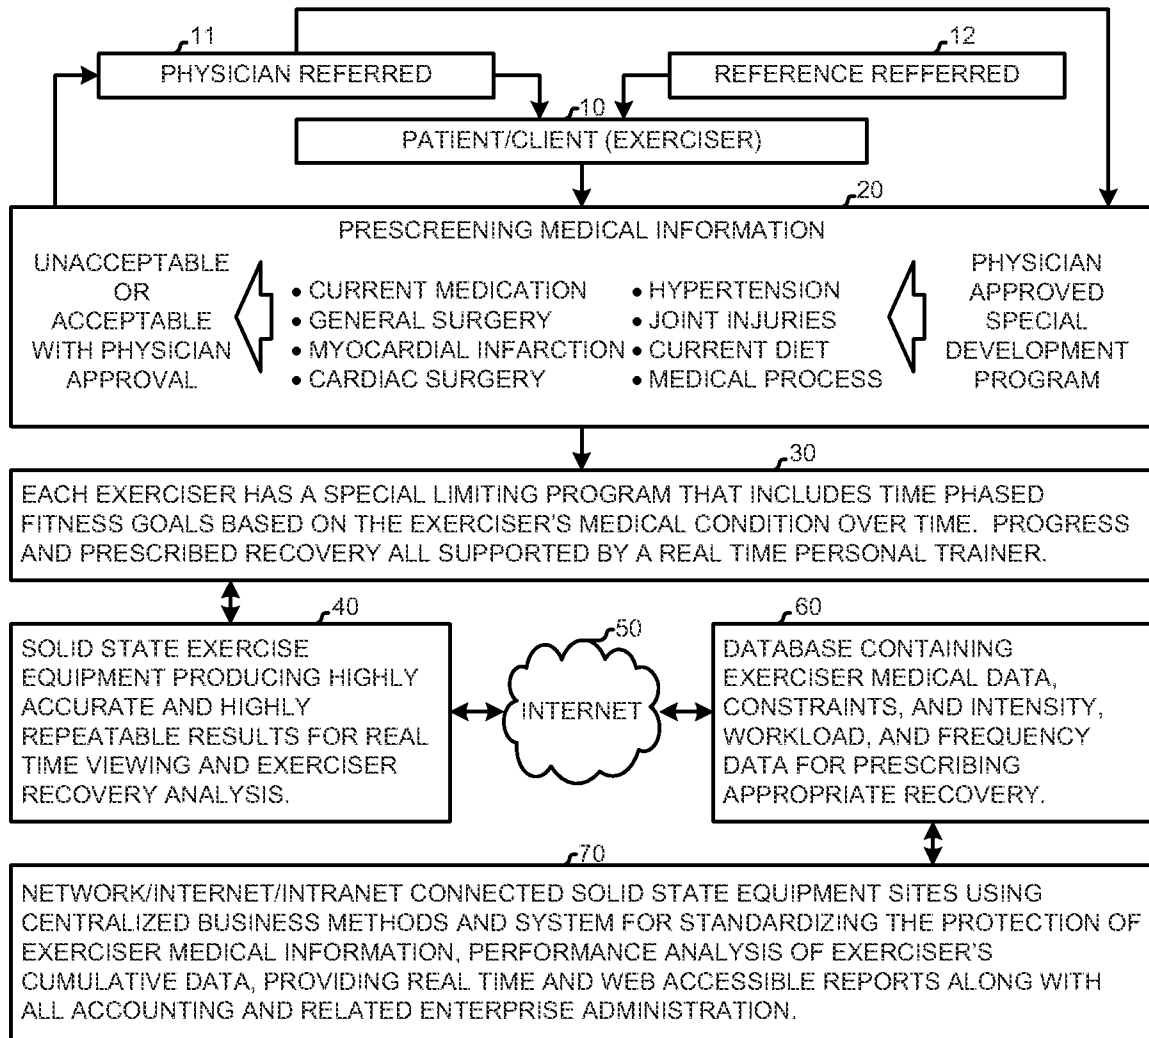 11
PHYSICIAN REFERRED
12
REFERENCE REFFERRED
10
PATIENT/CLIENT (EXERCISER)
20
PRESCREENING MEDICAL INFORMATION
UNACCEPTABLE
OR
ACCEPTABLE
WITH PHYSICIAN
APPROVAL
• CURRENT MEDICATION
• GENERAL SURGERY
• MYOCARDIAL INFARCTION
• CARDIAC SURGERY
• HYPERTENSION
• JOINT INJURIES
• CURRENT DIET
• MEDICAL PROCESS
PHYSICIAN
APPROVED
SPECIAL
DEVELOPMENT
PROGRAM
30
EACH EXERCISER HAS A SPECIAL LIMITING PROGRAM THAT INCLUDES TIME PHASED
FITNESS GOALS BASED ON THE EXERCISER'S MEDICAL CONDITION OVER TIME. PROGRESS
AND PRESCRIBED RECOVERY ALL SUPPORTED BY A REAL TIME PERSONAL TRAINER.
40
SOLID STATE EXERCISE
EQUIPMENT PRODUCING HIGHLY
ACCURATE AND HIGHLY
REPEATABLE RESULTS FOR REAL
TIME VIEWING AND EXERCISER
RECOVERY ANALYSIS.
50
INTERNET
60
DATABASE CONTAINING
EXERCISER MEDICAL DATA,
CONSTRAINTS, AND INTENSITY,
WORKLOAD, AND FREQUENCY
DATA FOR PRESCRIBING
APPROPRIATE RECOVERY.
70
NETWORK/INTERNET/INTRANET CONNECTED SOLID STATE EQUIPMENT SITES USING
CENTRALIZED BUSINESS METHODS AND SYSTEM FOR STANDARDIZING THE PROTECTION OF
EXERCISER MEDICAL INFORMATION, PERFORMANCE ANALYSIS OF EXERCISER'S
CUMULATIVE DATA, PROVIDING REAL TIME AND WEB ACCESSIBLE REPORTS ALONG WITH
ALL ACCOUNTING AND RELATED ENTERPRISE ADMINISTRATION.